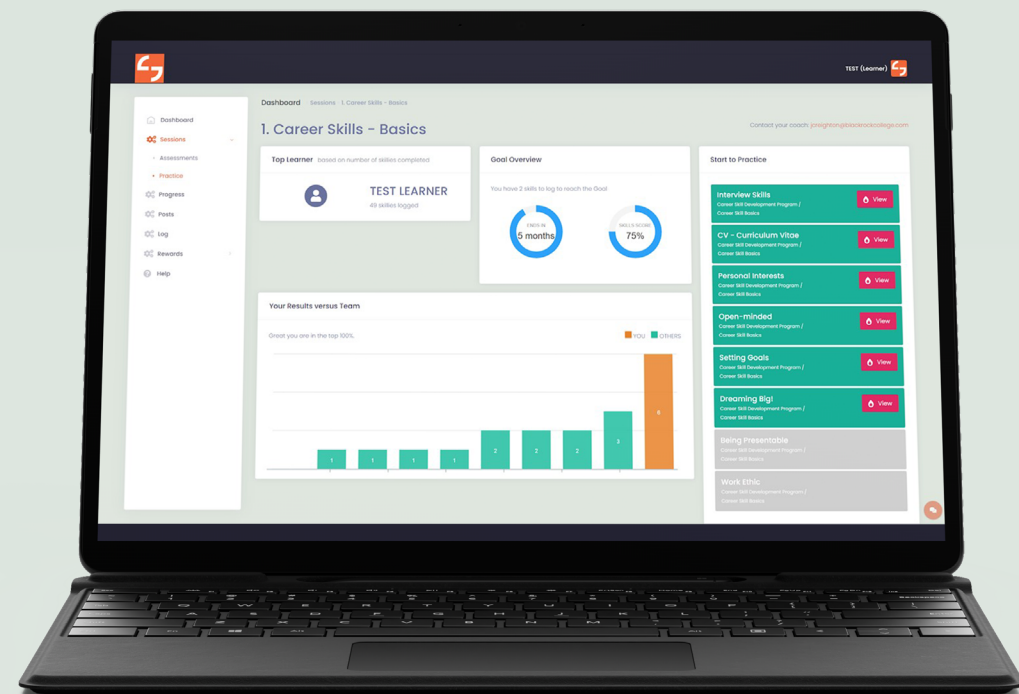 TEST (Learner)
Dashboard
Sessions
Assessments
Practice
Progress
Posts
Log
Rewards
Help
Dashboard Sessions 1. Career Skills - Basics
1. Career Skills - Basics
Contact your coach:
Top Learner based on number of skillies completed
TEST LEARNER
49 skillies logged
Goal Overview
You have 2 skills to log to reach the Goal
ENDS IN
5 months
SKILLS SCORE
75%
Your Results versus Team
Great you are in the top 100%
YOU OTHERS
1 1 1 1 2 2 2 3 6
Start to Practice
Interview Skills
Career Skill Development Program /
Career Skill Basics
View
CV - Curriculum Vitae
Career Skill Development Program /
Career Skill Basics
View
Personal Interests
Career Skill Development Program /
Career Skill Basics
View
Open-minded
Career Skill Development Program /
Career Skill Basics
View
Setting Goals
Career Skill Development Program /
Career Skill Basics
View
Dreaming Big!
Career Skill Development Program /
Career Skill Basics
View
Being Presentable
Career Skill Development Program /
Career Skill Basics
Work Ethic
Career Skill Development Program /
Career Skill Basics